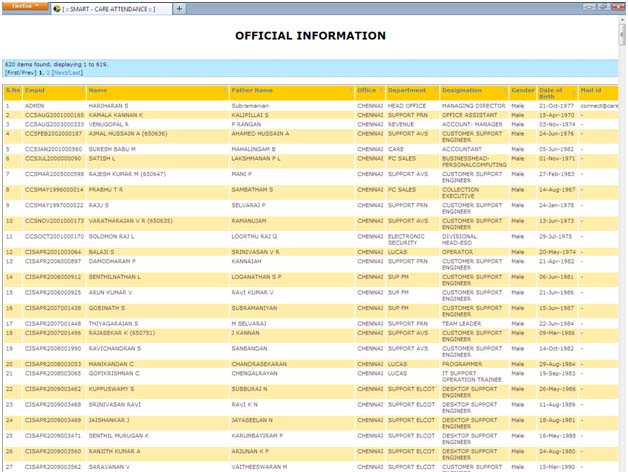 Firefox
[ :: SMART - CARE ATTENDANCE :: ]
OFFICIAL INFORMATION
620 items found, displaying 1 to 619.
[First/Prev] 1, 2 [Next/Last]
S.No Empid Name Father Name Office Department Designation Gender Date of Birth Mail id
1 ADMIN HARIHARAN S Subramanian CHENNAI HEAD OFFICE MANAGING DIRECTOR Male 21-Oct-1977 connect@care
2 CCSAUG2001000165 KAMALA KANNAN K KALIPILLAI S CHENNAI SUPPORT PRN OFFICE ASSISTANT Male 15-Apr-1970 -
3 CCSAUG2003000333 VENUGOPAL R P RANGAN CHENNAI REVENUE ACCOUNT- MANAGER Male 03-Nov-1974 -
4 CCSFEB2002000187 AJMAL HUSSAIN A (650636) AHAMED HUSSAIN A CHENNAI SUPPORT AVS CUSTOMER SUPPORT ENGINEER Male 24-Jun-1976 -
5 CCSJAN2001000560 SURESH BABU M MAHALINGAM B CHENNAI CARE ACCOUNTANT Male 05-Jun-1982 -
6 CCSJUL2000000090 SATISH L LAKSHMANAN P L CHENNAI PC SALES BUSINESSHEAD-PERSONALCOMPUTING Male 01-Nov-1971 -
7 CCSMAR2005000598 RAJESH KUMAR M (650647) MANI P CHENNAI SUPPORT AVS CUSTOMER SUPPORT ENGINEER Male 27-Feb-1983 -
8 CCSMAY1996000014 PRABHU T R SAMBATHAM S CHENNAI PC SALES COLLECTION EXECUTIVE Male 14-Aug-1967 -
9 CCSMAY1997000022 RAJU S SELVARAJ P CHENNAI SUPPORT PRN CUSTOMER SUPPORT ENGINEER Male 24-Jan-1978 -
10 CCSNOV2001000173 VARATHARAJAN V R (650635) RAMANUJAM CHENNAI SUPPORT AVS CUSTOMER SUPPORT ENGINEER Male 13-Jun-1973 -
11 CCSOCT2001000170 SOLOMON RAJ L LOORTHU RAJ G CHENNAI ELECTRONIC SECURITY DIVISIONAL HEAD-ESD Male 29-Jul-1975 -
12 CISAPR2001003064 BALAJI S SRINIVASAN V R CHENNAI LUCAS OPERATOR Male 20-May-1974 -
13 CISAPR2006000897 DAMODHARAM P KANNAIAH CHENNAI SUPPORT PRN CUSTOMER SUPPORT ENGINEER Male 21-Apr-1982 -
14 CISAPR2006000912 SENTHILNATHAN L LOGANATHAN S P CHENNAI SUP FM CUSTOMER SUPPORT ENGINEER Male 06-Jun-1981 -
15 CISAPR2006000925 ARUN KUMAR V RAVI KUMAR V CHENNAI SUP FM CUSTOMER SUPPORT ENGINEER Male 21-Jun-1986 -
16 CISAPR2007001438 GOBINATH S SUBRAMANIYAN CHENNAI SUP FM CUSTOMER SUPPORT ENGINEER Male 15-Jun-1987 -
17 CISAPR2007001448 THIYAGARAJAN S M SELVARAJ CHENNAI SUPPORT PRN TEAM LEADER Male 22-Jun-1984 -
18 CISAPR2007001496 RAJASEKAR K (650751) J KANNAN CHENNAI SUPPORT AVS CUSTOMER SUPPORT ENGINEER Male 09-Mar-1986 -
19 CISAPR2008001990 RAVICHANDRAN S SANBANDAN CHENNAI SUPPORT AVS CUSTOMER SUPPORT ENGINEER Male 14-Oct-1982 -
20 CISAPR2008003053 MANIKANDAN C CHANDRASEKARAN CHENNAI LUCAS PROGRAMMER Male 29-Aug-1984 -
21 CISAPR2008003065 GOPIKRISHNAN C CHENGALRAYAN CHENNAI LUCAS IT SUPPORT OPERATION TRAINEE Male 19-Sep-1983 -
22 CISAPR2009003462 KUPPUSWAMY S SUBBURAJ N CHENNAI SUPPORT ELCOT DESKTOP SUPPORT ENGINEER Male 26-May-1986 -
23 CISAPR2009003468 SRINIVASAN RAVI RAVI K N CHENNAI SUPPORT ELCOT DESKTOP SUPPORT ENGINEER Male 11-Aug-1989 -
24 CISAPR2009003469 JAISHANKAR J JAYASEELAN N CHENNAI SUPPORT ELCOT DESKTOP SUPPORT ENGINEER Male 18-Aug-1981 -
25 CISAPR2009003471 SENTHIL MURUGAN K KARUMBAYIRAM P CHENNAI SUPPORT ELCOT DESKTOP SUPPORT ENGINEER Male 16-May-1988 -
26 CISAPR2009003560 RANJITH KUMAR A ARJUNAN K P CHENNAI SUPPORT ELCOT DESKTOP SUPPORT ENGINEER Male 24-Aug-1980 -
27 CISAPR2009003562 SARAVANAN V VAITHEESWARAN M CHENNAI SUPPORT ELCOT DESKTOP SUPPORT Male 24-Mar-1990 -